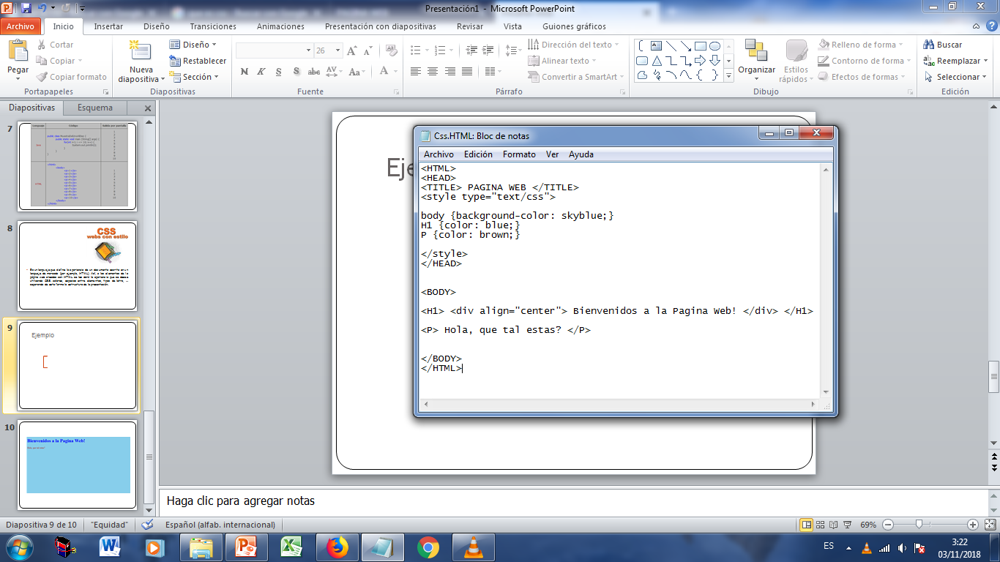 Presentación1 - Microsoft PowerPoint
Archivo Inicio Insertar Diseño Transiciones Animaciones Presentación con diapositivas Revisar Vista Guiones gráficos
Pegar
Cortar
Copiar
Copiar formato
Portapapeles
Nueva diapositiva
Diseño
Restablecer
Sección
Diapositivas
26
N K S S abc AV Aa A
Fuente
Dirección del texto
Alinear texto
Convertir a SmartArt
Párrafo
Organizar
Estilos rápidos
Relleno de forma
Contorno de forma
Efectos de formas
Dibujo
Buscar
Reemplazar
Seleccionar
Edición
Diapositivas Esquema
7
8
CSS
webs con estilo
9
Ejemplo
10
Bienvenidos a la Pagina Web!
Eje
Css.HTML: Bloc de notas
Archivo Edición Formato Ver Ayuda
<HTML>
<HEAD>
<TITLE> PAGINA WEB </TITLE>
<style type="text/css">
body {background-color: skyblue;}
H1 {color: blue;}
P {color: brown;}
</style>
</HEAD>
<BODY>
<H1> <div align="center"> Bienvenidos a la Pagina Web! </div> </H1>
<P> Hola, que tal estas? </P>
</BODY>
</HTML>
Haga clic para agregar notas
Diapositiva 9 de 10 "Equidad" Español (alfab. internacional) 69%
ES 3:22
03/11/2018